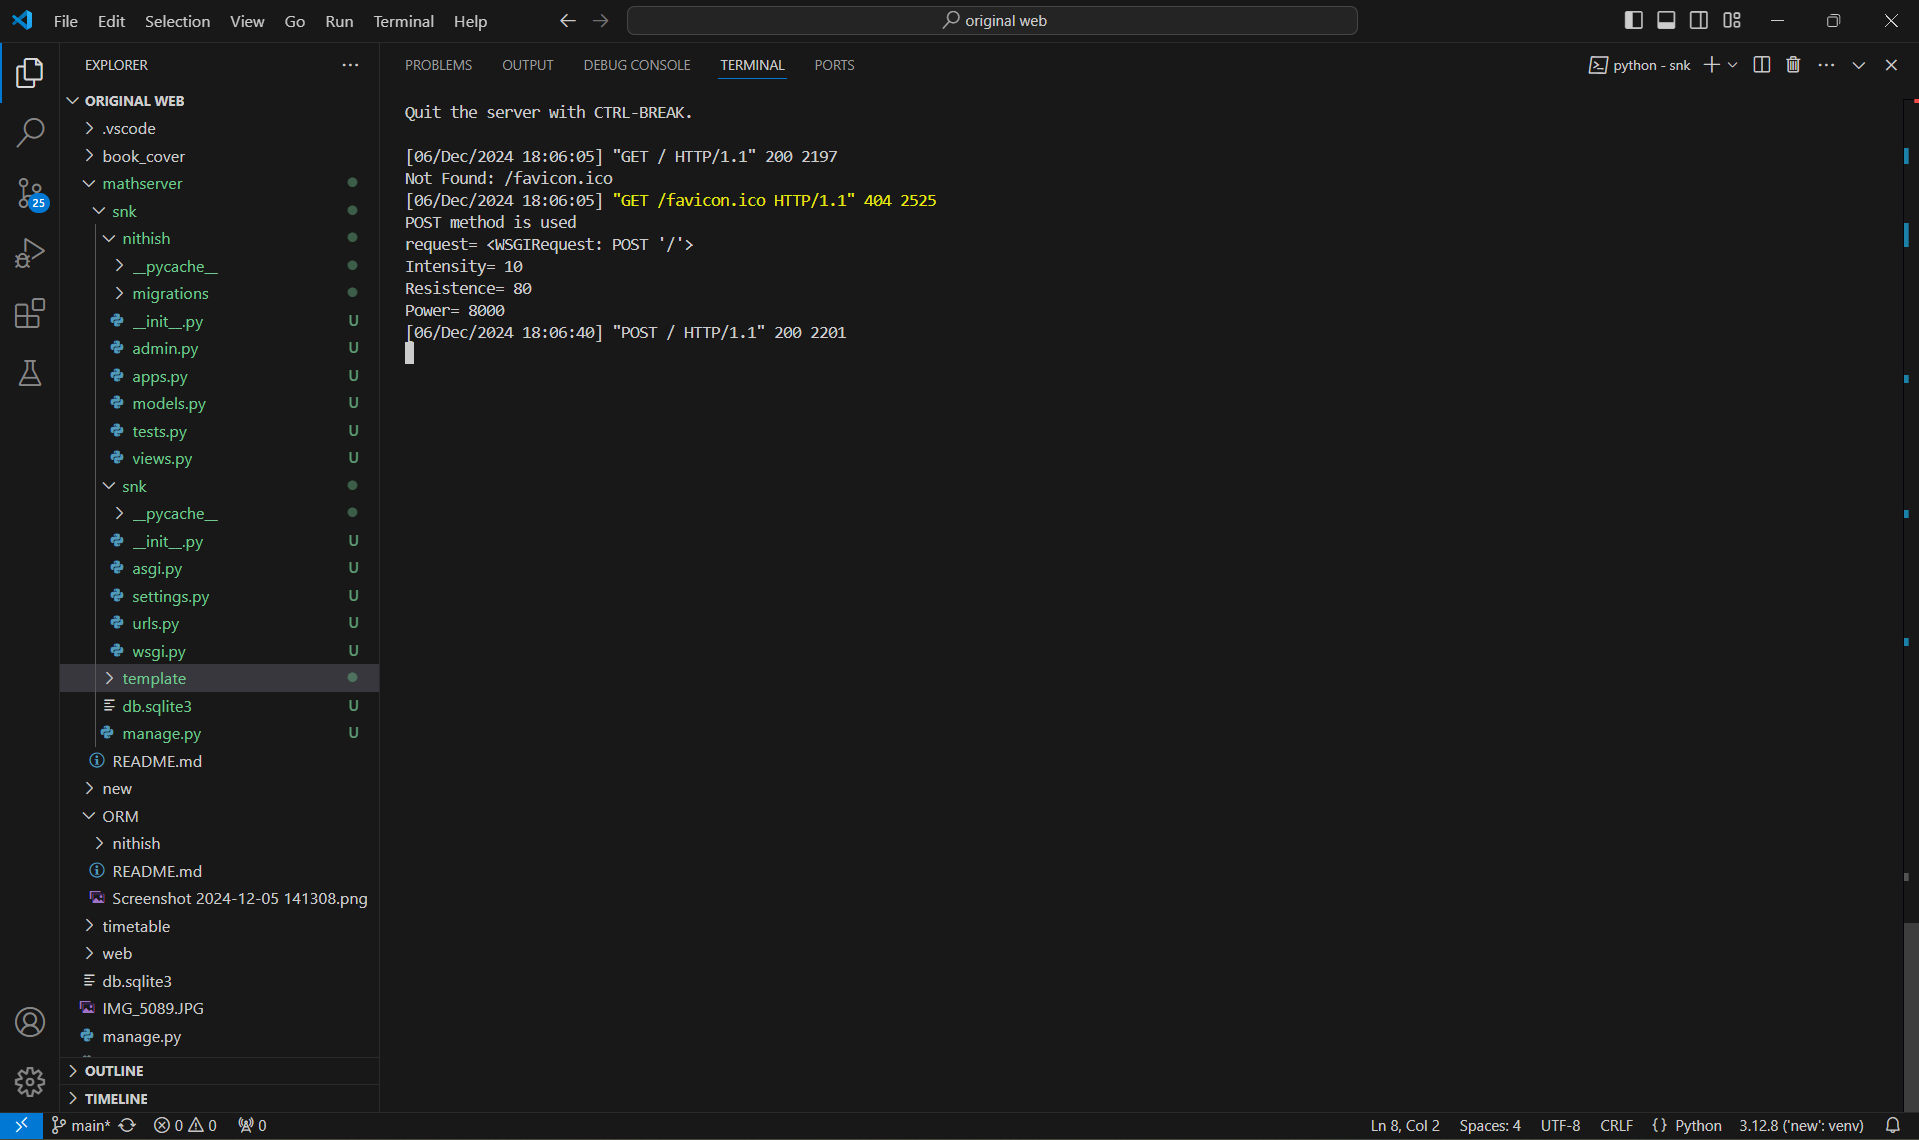 File Edit Selection View Go Run Terminal Help
original web
EXPLORER
PROBLEMS OUTPUT DEBUG CONSOLE TERMINAL PORTS
python - snk
ORIGINAL WEB
.vscode
book_cover
mathserver
snk
nithish
__pycache__
migrations
__init__.py U
admin.py U
apps.py U
models.py U
tests.py U
views.py U
snk
__pycache__
__init__.py U
asgi.py U
settings.py U
urls.py U
wsgi.py U
template
db.sqlite3 U
manage.py U
README.md
new
ORM
nithish
README.md
Screenshot 2024-12-05 141308.png
timetable
web
db.sqlite3
IMG_5089.JPG
manage.py
OUTLINE
TIMELINE
25
Quit the server with CTRL-BREAK.
[06/Dec/2024 18:06:05] "GET / HTTP/1.1" 200 2197
Not Found: /favicon.ico
[06/Dec/2024 18:06:05] "GET /favicon.ico HTTP/1.1" 404 2525
POST method is used
request= <WSGIRequest: POST '/'>
Intensity= 10
Resistence= 80
Power= 8000
[06/Dec/2024 18:06:40] "POST / HTTP/1.1" 200 2201
main* 0 0 0
Ln 8, Col 2 Spaces: 4 UTF-8 CRLF {} Python 3.12.8 ('new': venv)